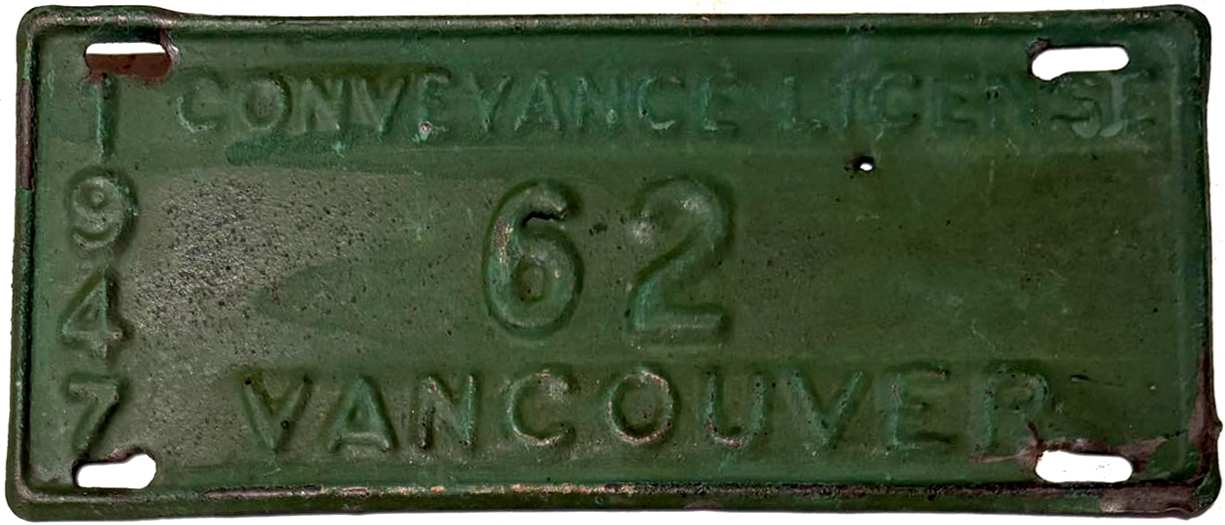 CONVEYANCE LICENSE
1947
62
VANCOUVER